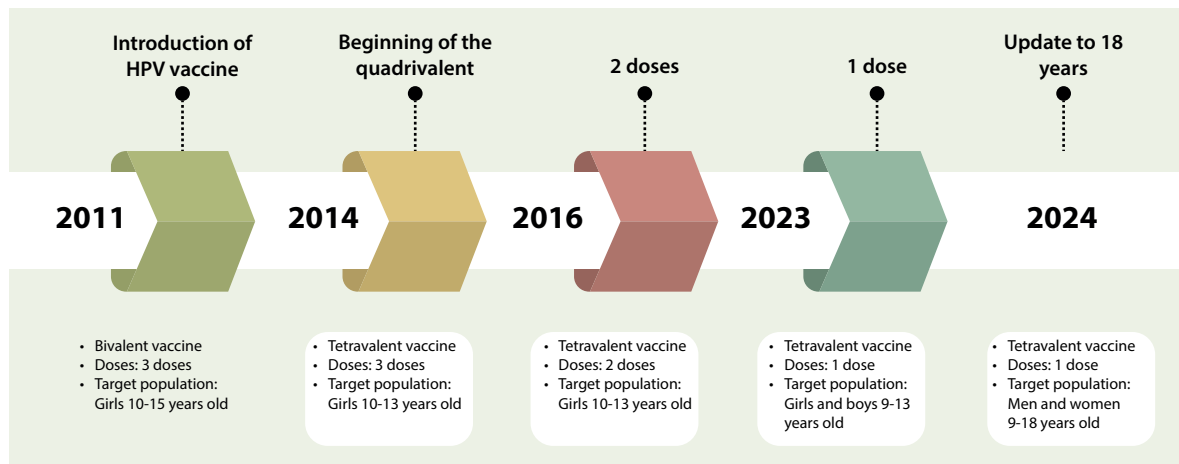 Introduction of
HPV vaccine
Beginning of the
quadrivalent
2 doses
1 dose
Update to 18
years
2011
2014
2016
2023
2024
• Bivalent vaccine
• Doses: 3 doses
• Target population:
Girls 10-15 years old
• Tetravalent vaccine
• Doses: 3 doses
• Target population:
Girls 10-13 years old
• Tetravalent vaccine
• Doses: 2 doses
• Target population:
Girls 10-13 years old
• Tetravalent vaccine
• Doses: 1 dose
• Target population:
Girls and boys 9-13
years old
• Tetravalent vaccine
• Doses: 1 dose
• Target population:
Men and women
9-18 years old